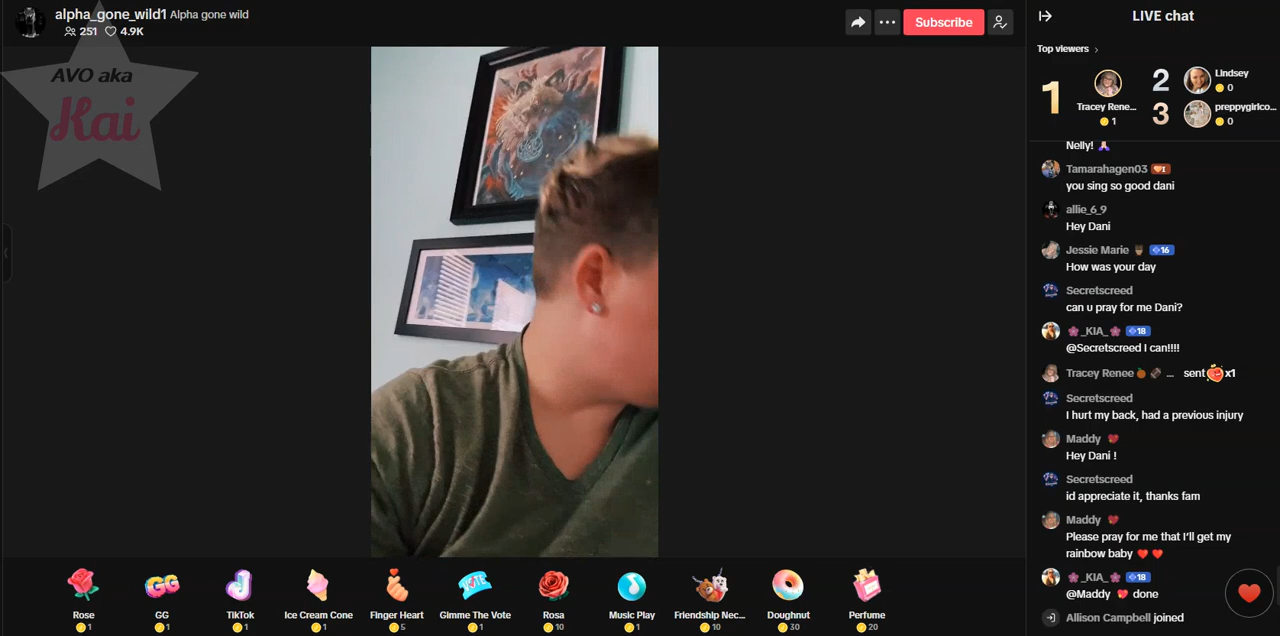 alpha_gone_wild1 Alpha gone wild
251 4.9K
AVO aka
Kai
Subscribe
LIVE chat
Top viewers
1
Tracey Rene...
1
2
Lindsey
0
3
preppygirlco...
0
Nelly!
Tamarahagen03 1
you sing so good dani
allie_6_9
Hey Dani
Jessie Marie 16
How was your day
Secretscreed
can u pray for me Dani?
_KIA_ 18
@Secretscreed I can!!!!
Tracey Renee ... sent x1
Secretscreed
I hurt my back, had a previous injury
Maddy
Hey Dani !
Secretscreed
id appreciate it, thanks fam
Maddy
Please pray for me that I'll get my
rainbow baby
_KIA_ 18
@Maddy done
Allison Campbell joined
GG
VOTE
Rose GG TikTok Ice Cream Cone Finger Heart Gimme The Vote Rosa Music Play Friendship Nec... Doughnut Perfume
1 1 1 1 5 1 10 1 10 30 20